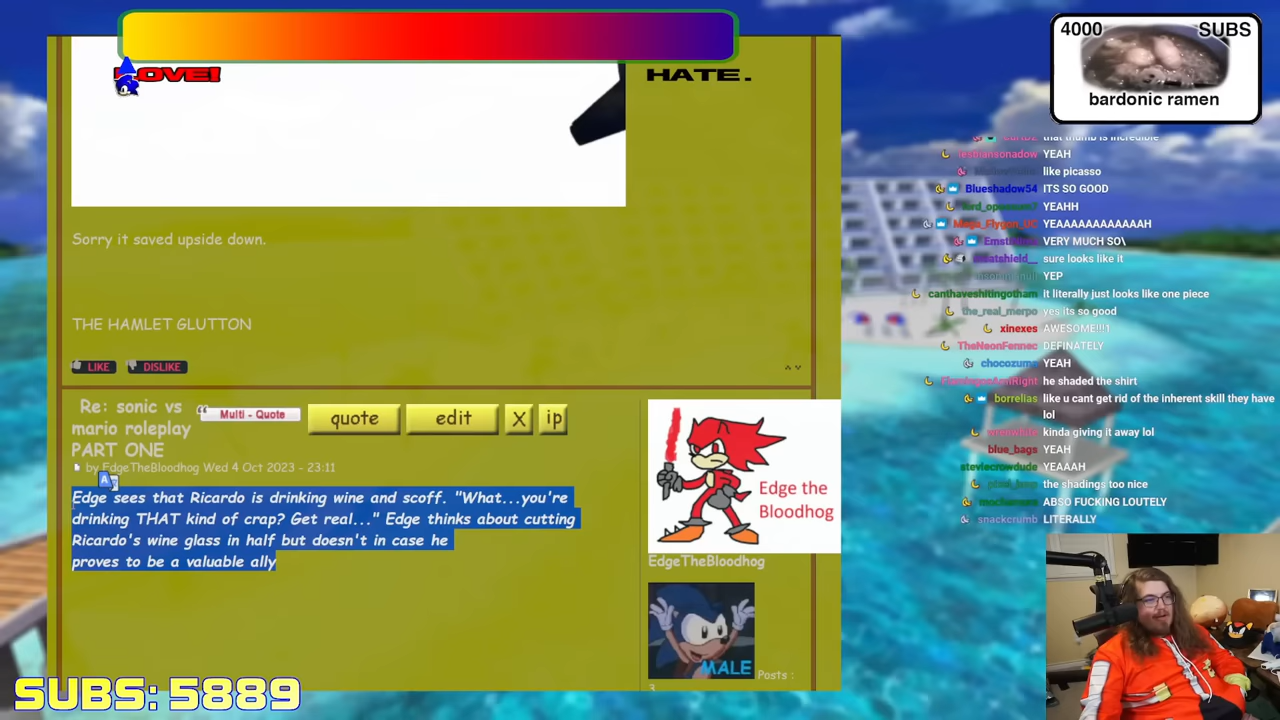 4000 SUBS
bardonic ramen
LOVE!
HATE.
Sorry it saved upside down.
THE HAMLET GLUTTON
LIKE
DISLIKE
Re: sonic vs
mario roleplay
PART ONE
Multi - Quote
quote
edit
X
ip
by EdgeTheBloodhog Wed 4 Oct 2023 - 23:11
Edge sees that Ricardo is drinking wine and scoff. "What...you're
drinking THAT kind of crap? Get real..." Edge thinks about cutting
Ricardo's wine glass in half but doesn't in case he
proves to be a valuable ally
Edge the
Bloodhog
EdgeTheBloodhog
MALE
Posts :
3
SUBS: 5889
that thumb is incredible
lesmansonadow YEAH
like picasso
Blueshadow54 ITS SO GOOD
YEAHH
Mega_Flygon_UC YEAAAAAAAAAAAH
VERY MUCH SO\
sure looks like it
YEP
canthaveshitingotham it literally just looks like one piece
the_real_merpo yes its so good
xinexes AWESOME!!!1
TheNeonFennec DEFINATELY
chocozume YEAH
he shaded the shirt
borrelias like u cant get rid of the inherent skill they have
lol
kinda giving it away lol
blue_bags YEAH
steviecrowdude YEAAAH
the shadings too nice
ABSO FUCKING LOUTELY
snackcrumb LITERALLY